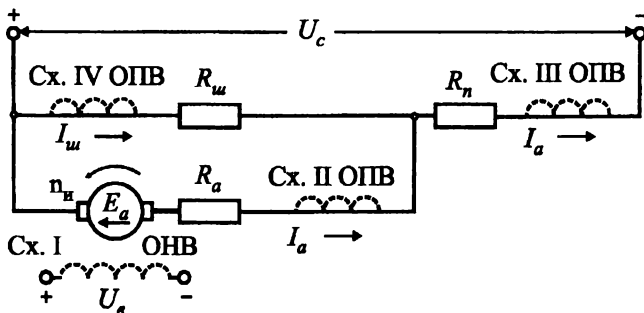 + U_c −
Сх. IV ОПВ R_ш R_п Сх. III ОПВ
I_ш I_a
n_и E_a R_a Сх. II ОПВ
Сх. I ОНВ I_a
+ U_в −